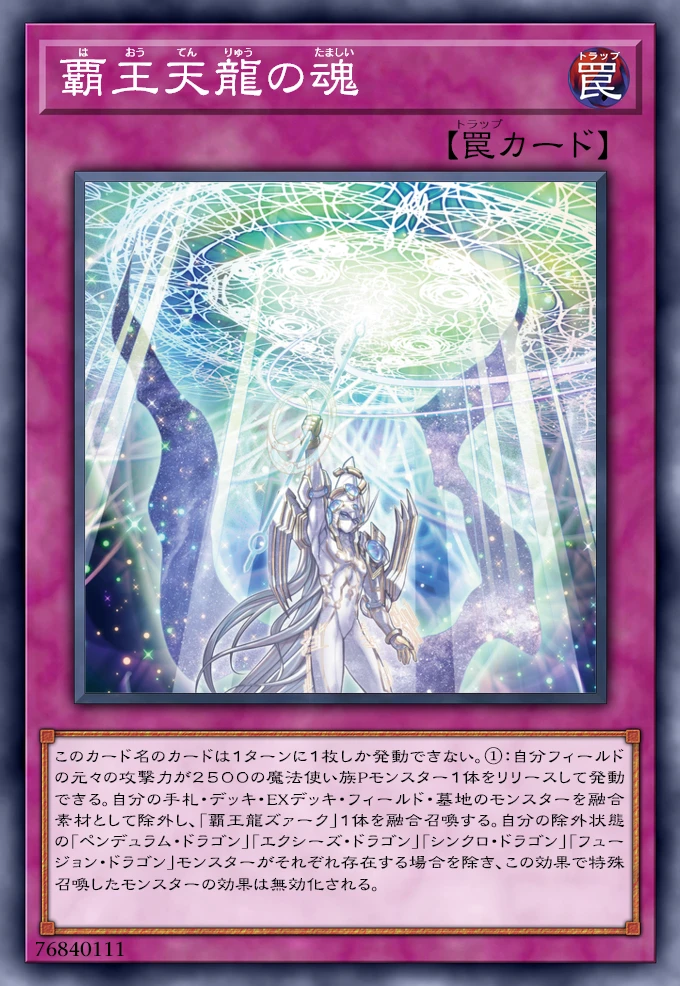 覇王天龍の魂
はおうてんりゅうたましい
トラップ
罠
トラップ
【罠カード】
このカード名のカードは1ターンに1枚しか発動できない。①:自分フィールド
の元々の攻撃力が2500の魔法使い族Pモンスター1体をリリースして発動
できる。自分の手札・デッキ・EXデッキ・フィールド・墓地のモンスターを融合
素材として除外し、「覇王龍ズァーク」1体を融合召喚する。自分の除外状態
の「ペンデュラム・ドラゴン」「エクシーズ・ドラゴン」「シンクロ・ドラゴン」「フュー
ジョン・ドラゴン」モンスターがそれぞれ存在する場合を除き、この効果で特殊
召喚したモンスターの効果は無効化される。
76840111